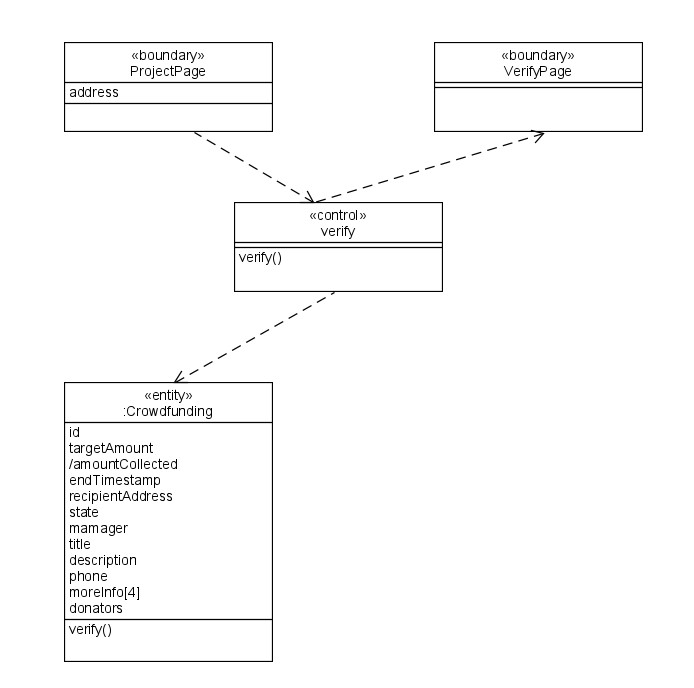 «boundary»
ProjectPage
address
«boundary»
VerifyPage
«control»
verify
verify()
«entity»
:Crowdfunding
id
targetAmount
/amountCollected
endTimestamp
recipientAddress
state
mamager
title
description
phone
moreInfo[4]
donators
verify()